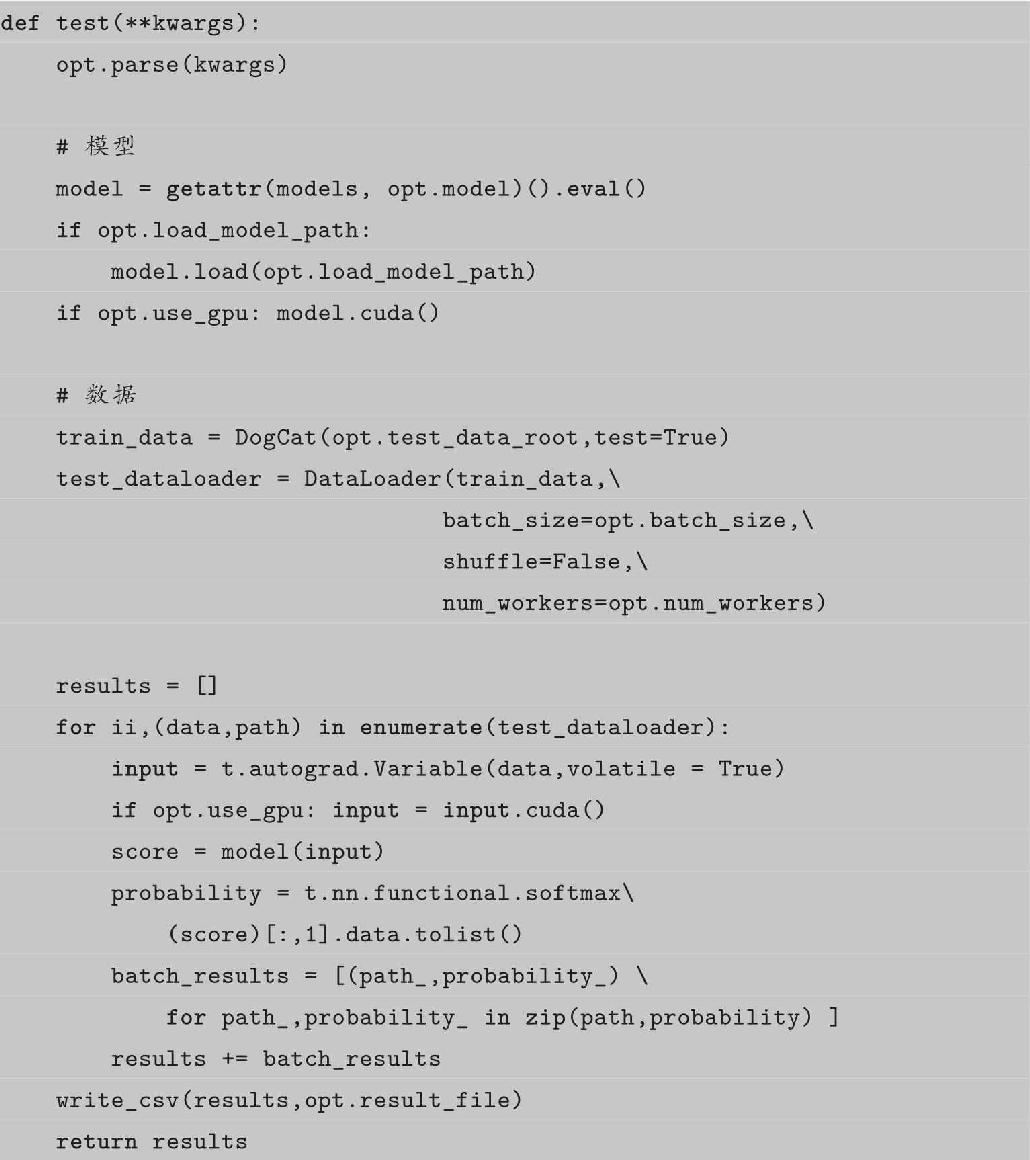 def test(**kwargs):
    opt.parse(kwargs)

    # 模型
    model = getattr(models, opt.model)().eval()
    if opt.load_model_path:
        model.load(opt.load_model_path)
    if opt.use_gpu: model.cuda()

    # 数据
    train_data = DogCat(opt.test_data_root,test=True)
    test_dataloader = DataLoader(train_data,\
                                batch_size=opt.batch_size,\
                                shuffle=False,\
                                num_workers=opt.num_workers)

    results = []
    for ii,(data,path) in enumerate(test_dataloader):
        input = t.autograd.Variable(data,volatile = True)
        if opt.use_gpu: input = input.cuda()
        score = model(input)
        probability = t.nn.functional.softmax\
            (score)[:,1].data.tolist()
        batch_results = [(path_,probability_) \
            for path_,probability_ in zip(path,probability) ]
        results += batch_results
    write_csv(results,opt.result_file)
    return results